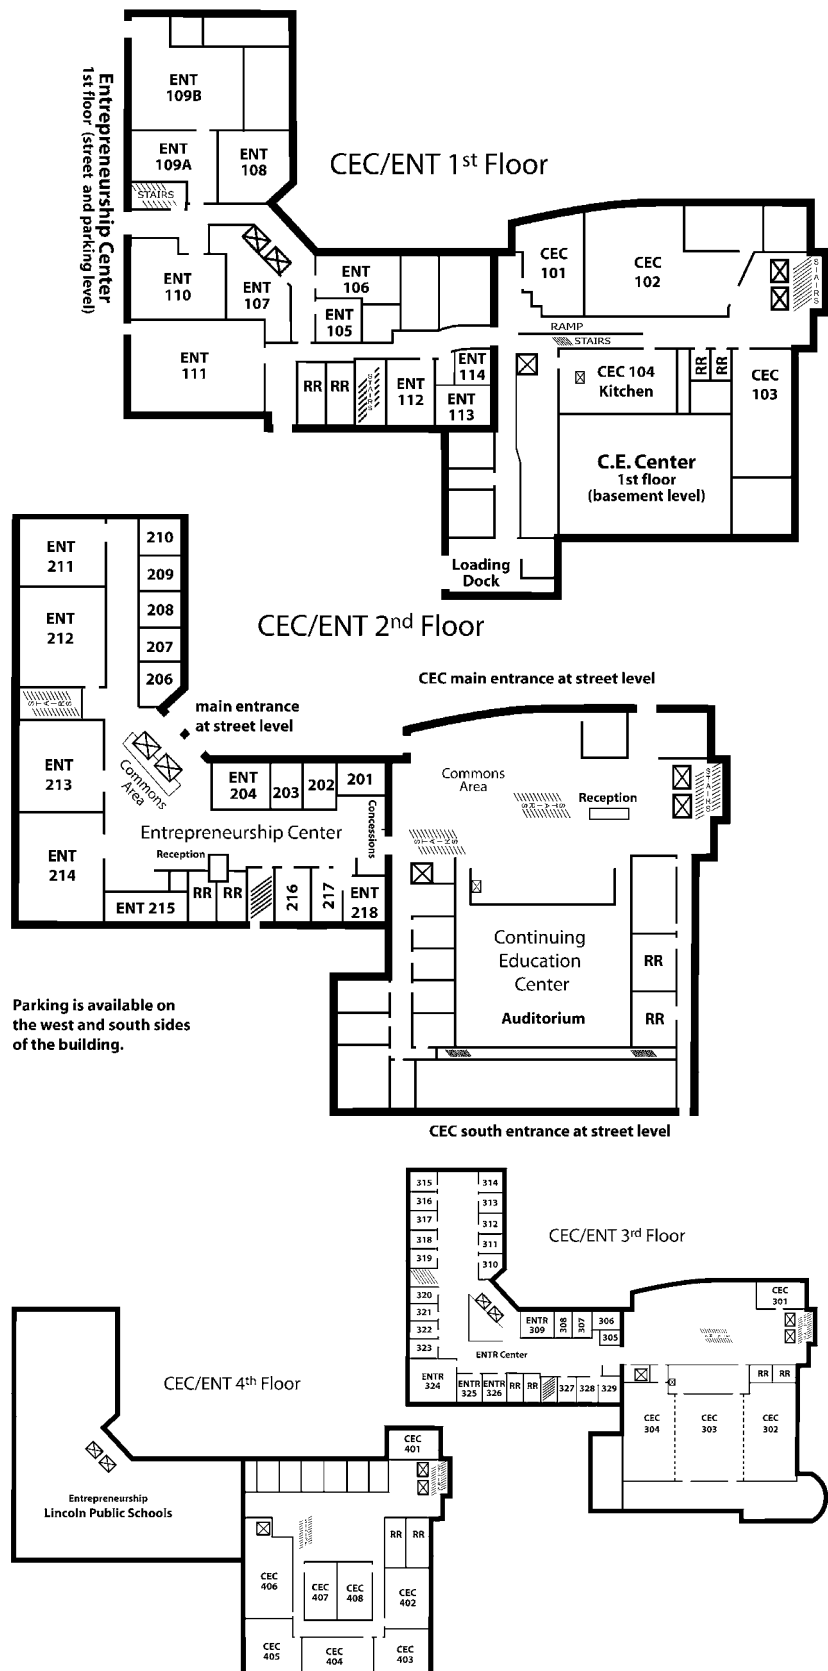 CEC/ENT 1st Floor
Entrepreneurship Center
1st floor (street and parking level)
ENT
109B
ENT
109A
ENT
108
STAIRS
ENT
110
ENT
107
ENT
106
ENT
105
ENT
111
RR
RR
STAIRS
ENT
112
ENT
114
ENT
113
CEC
101
CEC
102
STAIRS
RAMP
STAIRS
CEC 104
Kitchen
RR
RR
CEC
103
C.E. Center
1st floor
(basement level)
Loading
Dock
CEC/ENT 2nd Floor
ENT
211
ENT
212
210
209
208
207
206
STAIRS
main entrance
at street level
ENT
213
Commons
Area
ENT
214
ENT
204
203
202
201
Entrepreneurship Center
Concessions
Reception
ENT 215
RR
RR
216
217
ENT
218
CEC main entrance at street level
Commons
Area
STAIRS
Reception
STAIRS
STAIRS
Continuing
Education
Center
Auditorium
RR
RR
Parking is available on
the west and south sides
of the building.
CEC south entrance at street level
CEC/ENT 3rd Floor
315
316
317
318
319
320
321
322
323
314
313
312
311
310
ENTR
309
308
307
306
305
ENTR Center
ENTR
324
ENTR
325
ENTR
326
RR
RR
327
328
329
CEC
301
RR
RR
CEC
304
CEC
303
CEC
302
CEC/ENT 4th Floor
Entrepreneurship
Lincoln Public Schools
CEC
401
RR
RR
CEC
406
CEC
407
CEC
408
CEC
402
CEC
405
CEC
404
CEC
403